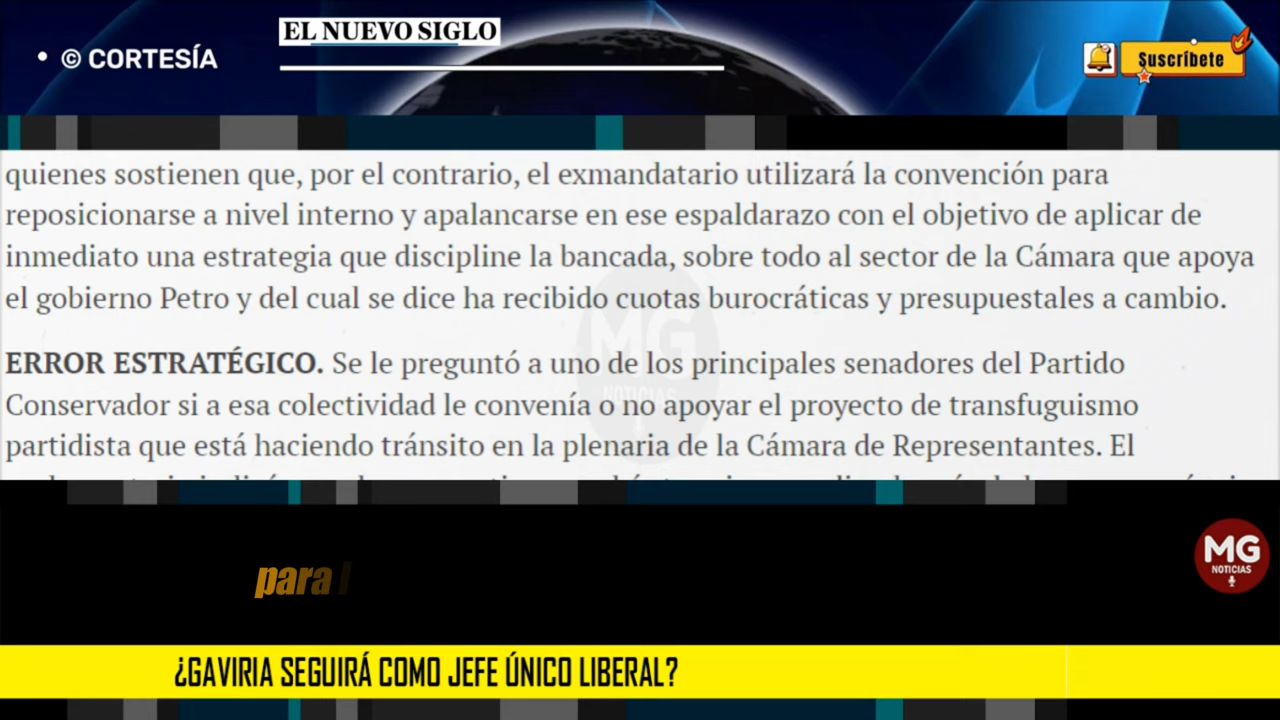 EL NUEVO SIGLO
• © CORTESÍA
Suscríbete
quienes sostienen que, por el contrario, el exmandatario utilizará la convención para
reposicionarse a nivel interno y apalancarse en ese espaldarazo con el objetivo de aplicar de
inmediato una estrategia que discipline la bancada, sobre todo al sector de la Cámara que apoya
el gobierno Petro y del cual se dice ha recibido cuotas burocráticas y presupuestales a cambio.
ERROR ESTRATÉGICO. Se le preguntó a uno de los principales senadores del Partido
Conservador si a esa colectividad le convenía o no apoyar el proyecto de transfuguismo
partidista que está haciendo tránsito en la plenaria de la Cámara de Representantes. El
MG
NOTICIAS
para
MG
NOTICIAS
¿GAVIRIA SEGUIRÁ COMO JEFE ÚNICO LIBERAL?